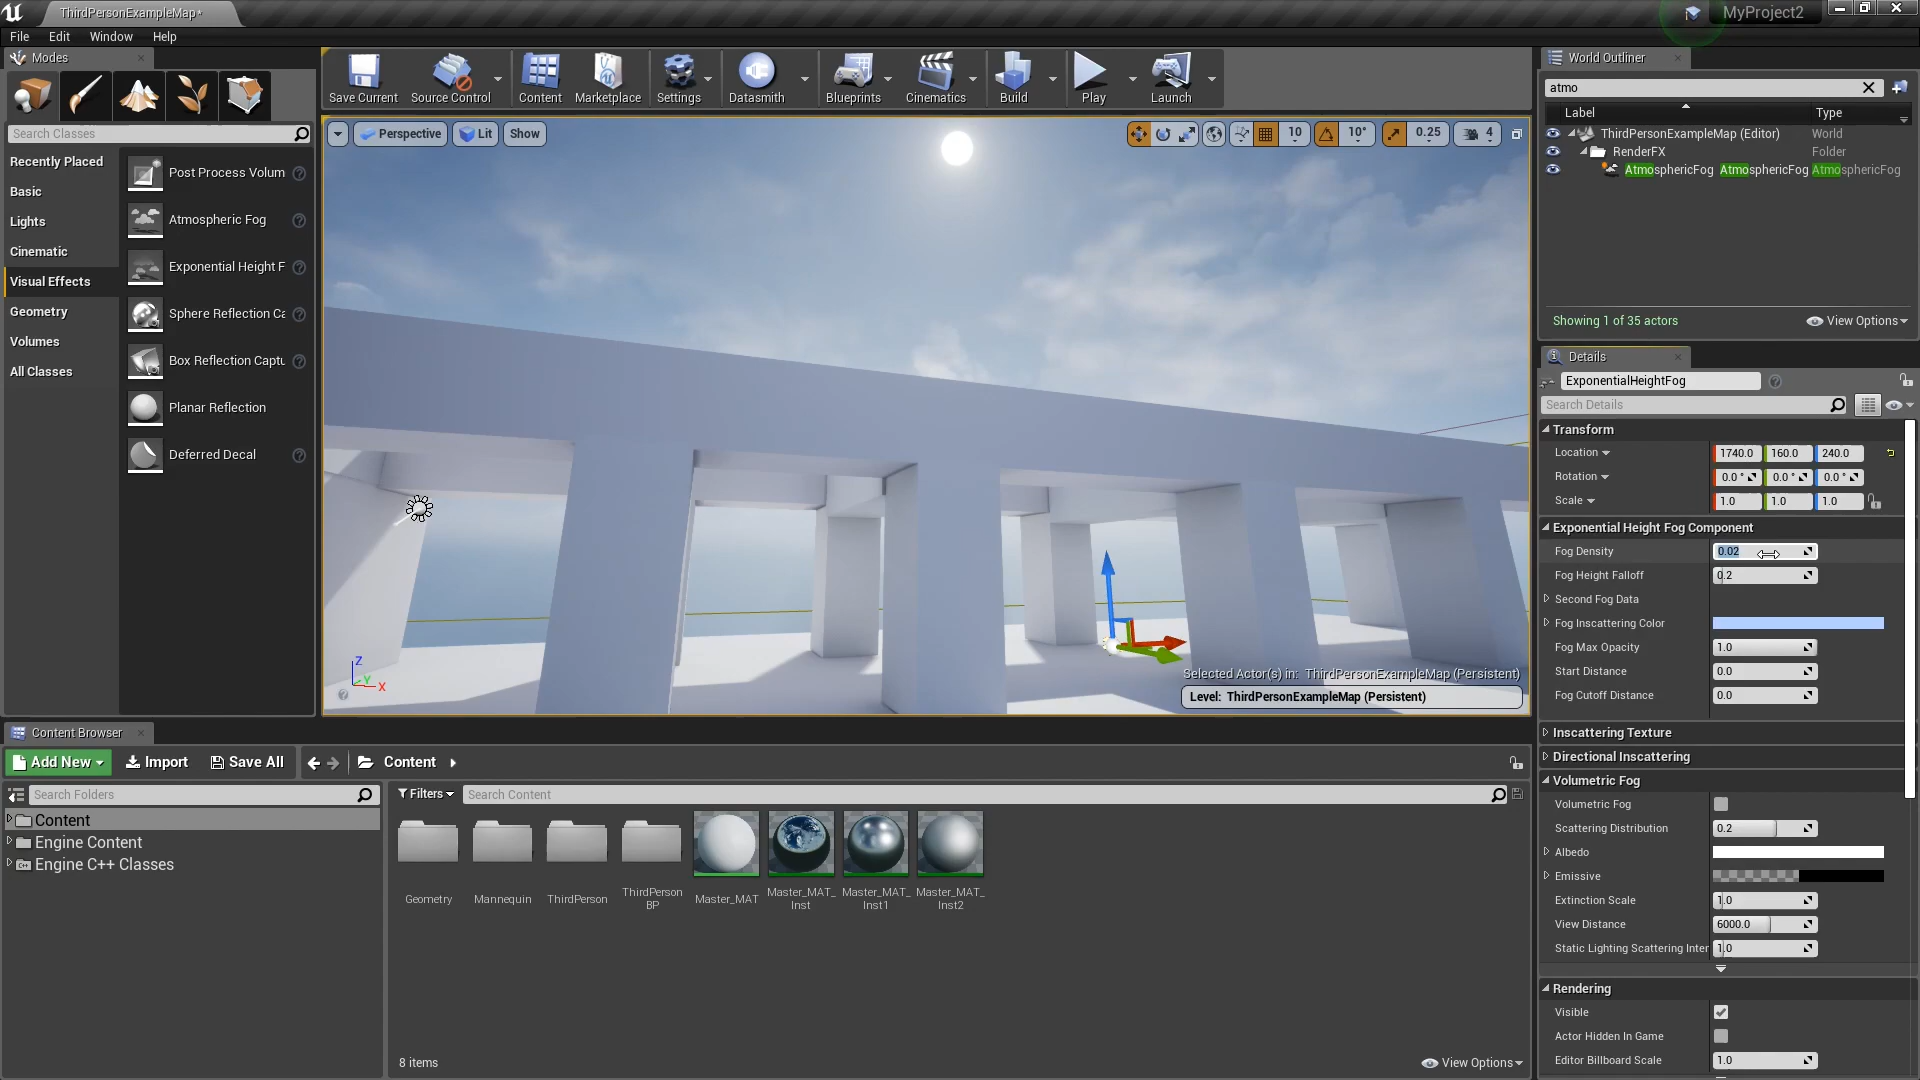 ThirdPersonExampleMap*
MyProject2
File Edit Window Help
Modes
Search Classes
Recently Placed
Basic
Lights
Cinematic
Visual Effects
Geometry
Volumes
All Classes
Post Process Volum
Atmospheric Fog
Exponential Height F
Sphere Reflection Ca
Box Reflection Captu
Planar Reflection
Deferred Decal
Save Current Source Control Content Marketplace Settings Datasmith Blueprints Cinematics Build Play Launch
Perspective Lit Show
10 10° 0.25 4
Z
Y
X
Selected Actor(s) in: ThirdPersonExampleMap (Persistent)
Level: ThirdPersonExampleMap (Persistent)
World Outliner
atmo
Label Type
ThirdPersonExampleMap (Editor) World
RenderFX Folder
AtmosphericFog AtmosphericFog AtmosphericFog
Showing 1 of 35 actors View Options
Details
ExponentialHeightFog
Search Details
Transform
Location 1740.0 160.0 240.0
Rotation 0.0 ° 0.0 ° 0.0 °
Scale 1.0 1.0 1.0
Exponential Height Fog Component
Fog Density 0.02
Fog Height Falloff 0.2
Second Fog Data
Fog Inscattering Color
Fog Max Opacity 1.0
Start Distance 0.0
Fog Cutoff Distance 0.0
Inscattering Texture
Directional Inscattering
Volumetric Fog
Volumetric Fog
Scattering Distribution 0.2
Albedo
Emissive
Extinction Scale 1.0
View Distance 6000.0
Static Lighting Scattering Inter 1.0
Rendering
Visible
Actor Hidden In Game
Editor Billboard Scale 1.0
Content Browser
Add New Import Save All Content
Search Folders
Content
Engine Content
Engine C++ Classes
Filters Search Content
Geometry
Mannequin
ThirdPerson
ThirdPerson
BP
Master_MAT
Master_MAT_
Inst
Master_MAT_
Inst1
Master_MAT_
Inst2
8 items View Options